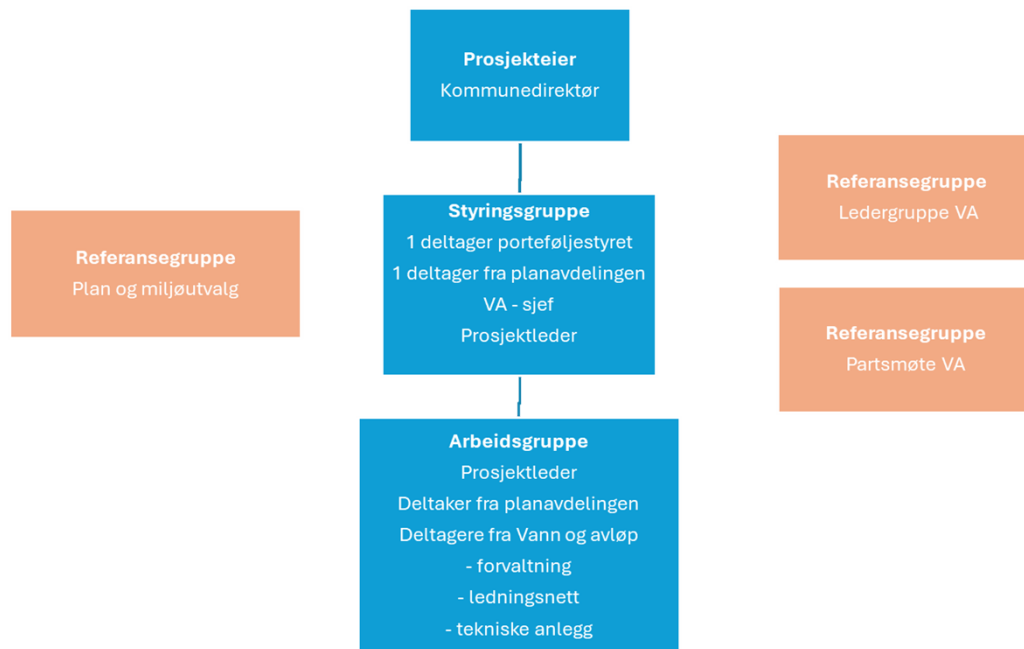 Prosjekteier
Kommunedirektør
Referansegruppe
Ledergruppe VA
Styringsgruppe
1 deltager porteføljestyret
1 deltager fra planavdelingen
VA - sjef
Prosjektleder
Referansegruppe
Plan og miljøutvalg
Referansegruppe
Partsmøte VA
Arbeidsgruppe
Prosjektleder
Deltaker fra planavdelingen
Deltagere fra Vann og avløp
- forvaltning
- ledningsnett
- tekniske anlegg